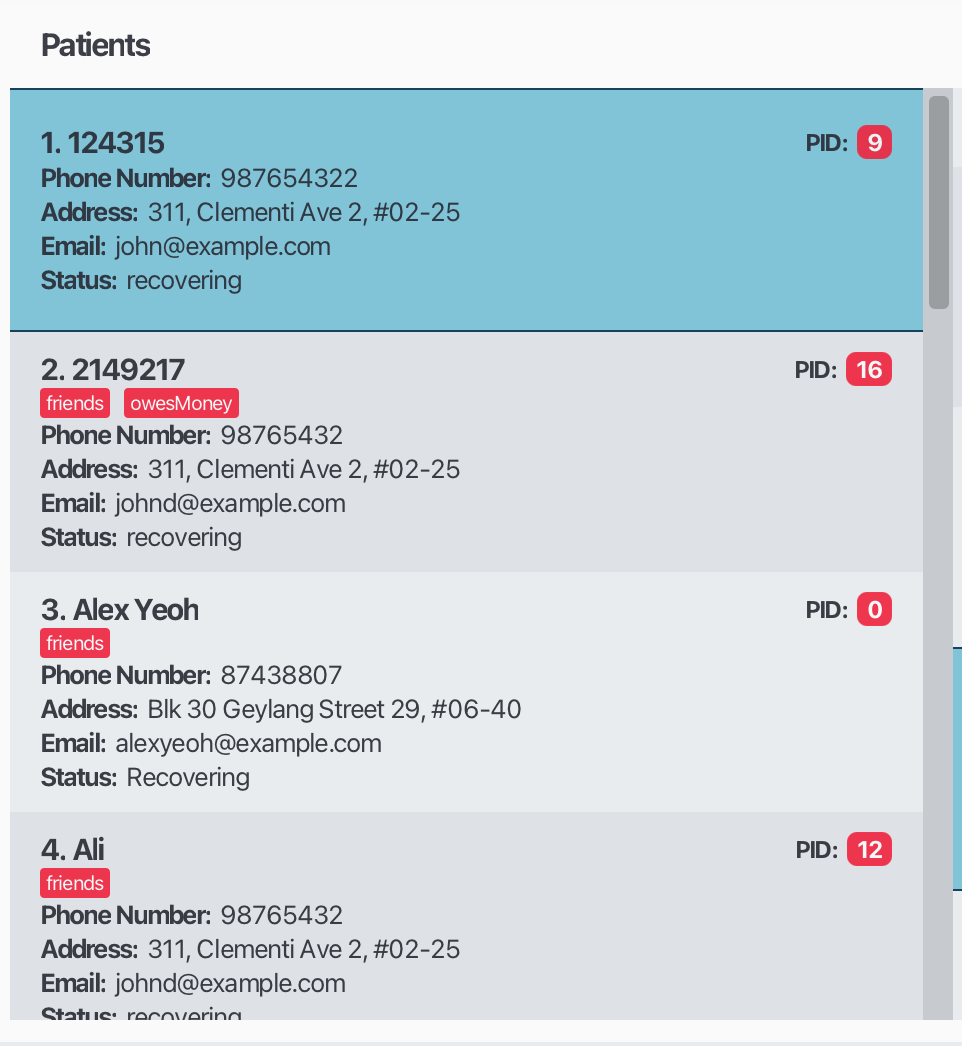 Patients
1. 124315 PID: 9
Phone Number: 987654322
Address: 311, Clementi Ave 2, #02-25
Email: john@example.com
Status: recovering
2. 2149217 PID: 16
friends owesMoney
Phone Number: 98765432
Address: 311, Clementi Ave 2, #02-25
Email: johnd@example.com
Status: recovering
3. Alex Yeoh PID: 0
friends
Phone Number: 87438807
Address: Blk 30 Geylang Street 29, #06-40
Email: alexyeoh@example.com
Status: Recovering
4. Ali PID: 12
friends
Phone Number: 98765432
Address: 311, Clementi Ave 2, #02-25
Email: johnd@example.com
Status: recovering